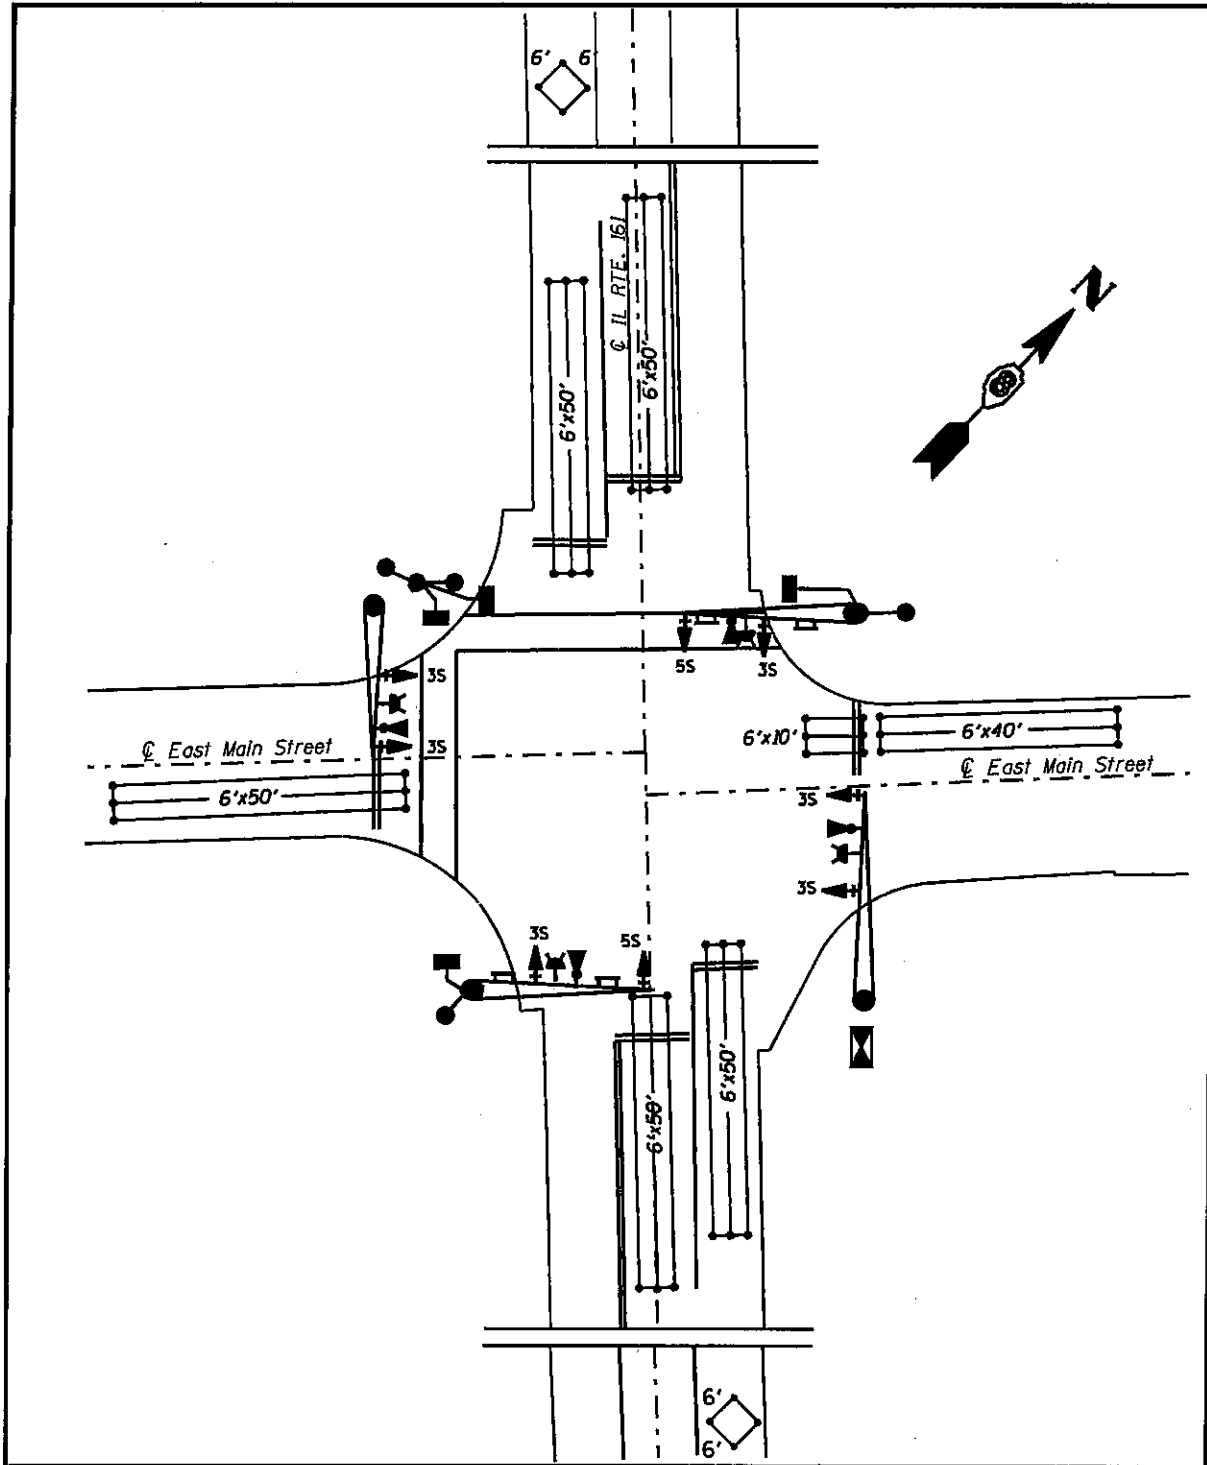 6' 6'
N
℄ IL RTE. 161
6'x50'
6'x50'
5S
3S
3S
3S
℄ East Main Street
6'x50'
6'x10'
6'x40'
℄ East Main Street
3S
3S
3S
5S
6'x50'
6'x50'
6'
6'